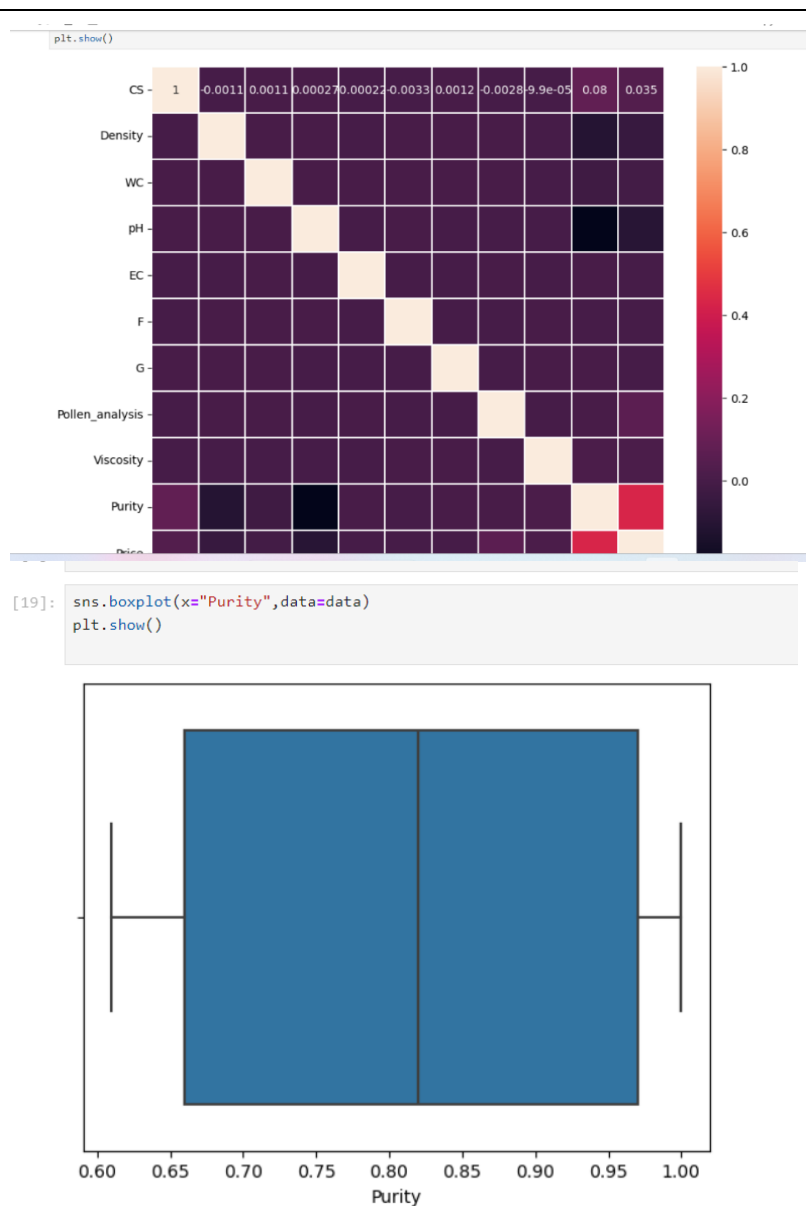 plt.show()
1.0
CS
1 -0.0011 0.0011 0.00027 0.00022 -0.0033 0.0012 -0.0028 -9.9e-05 0.08 0.035
Density
0.8
WC
pH
0.6
EC
F
0.4
G
Pollen_analysis
0.2
Viscosity
0.0
Purity
Price
[19]: sns.boxplot(x="Purity",data=data)
plt.show()
0.60 0.65 0.70 0.75 0.80 0.85 0.90 0.95 1.00
Purity